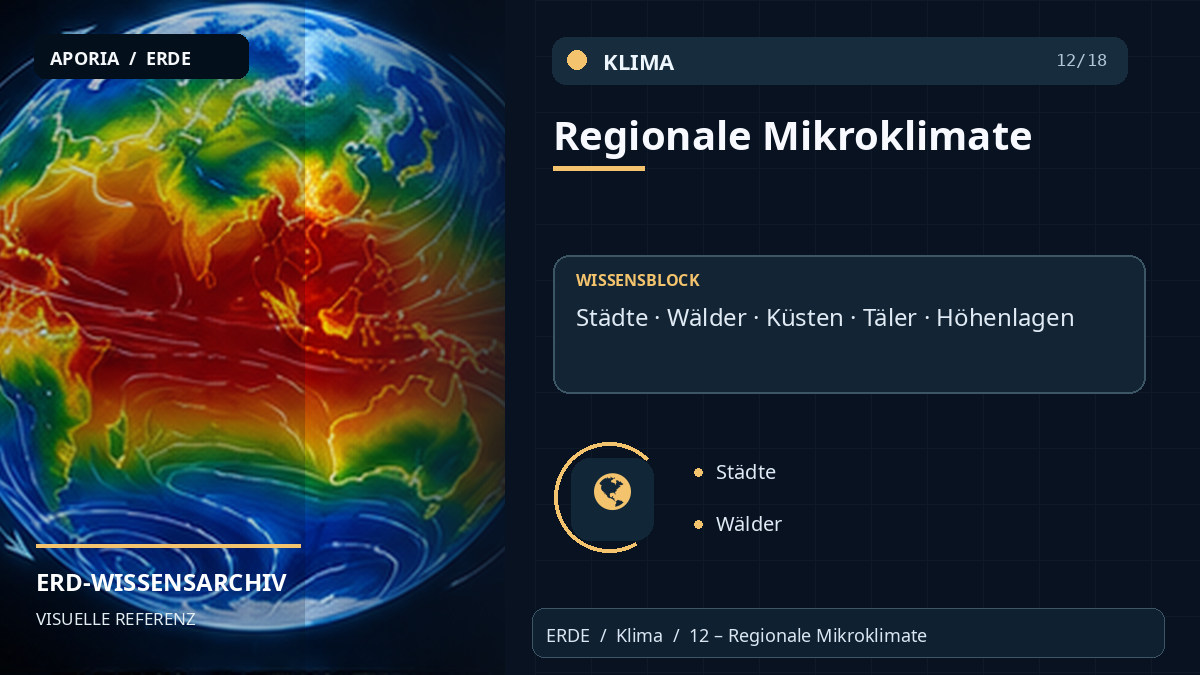 APORIA / ERDE
ERD-WISSENSARCHIV
VISUELLE REFERENZ
KLIMA
12/18
Regionale Mikroklimate
WISSENSBLOCK
Städte · Wälder · Küsten · Täler · Höhenlagen
Städte
Wälder
ERDE / Klima / 12 – Regionale Mikroklimate